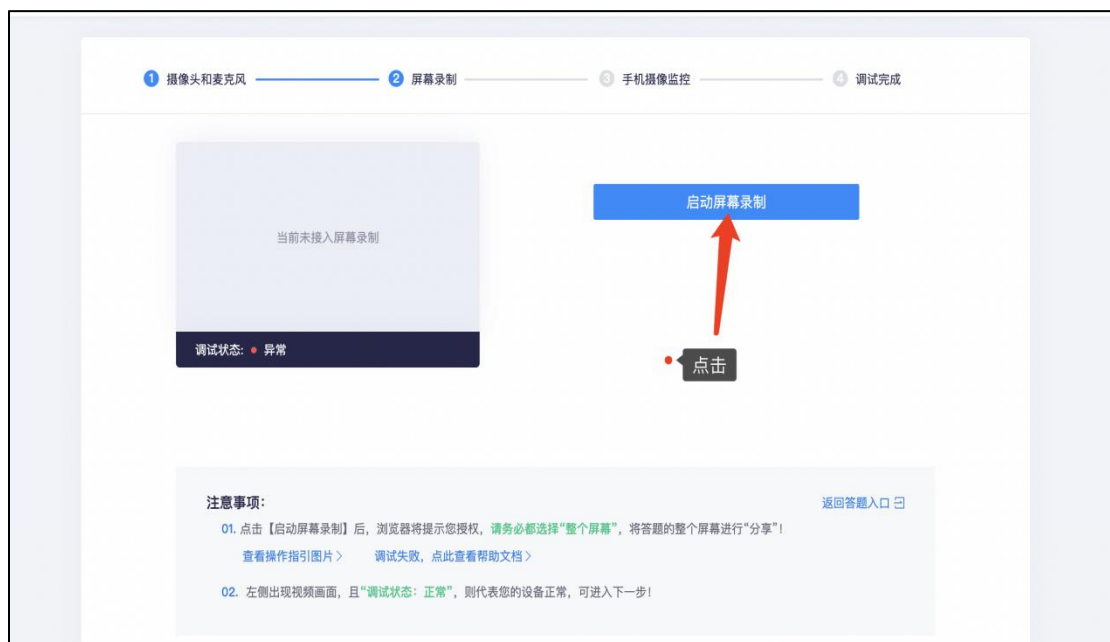 1 摄像头和麦克风 2 屏幕录制 3 手机摄像监控 4 调试完成
启动屏幕录制
当前未接入屏幕录制
调试状态: 异常
点击
注意事项:
返回答题入口
01. 点击【启动屏幕录制】后，浏览器将提示您授权，请务必都选择“整个屏幕”，将答题的整个屏幕进行“分享”！
查看操作指引图片> 调试失败，点此查看帮助文档>
02. 左侧出现视频画面，且“调试状态：正常”，则代表您的设备正常，可进入下一步！